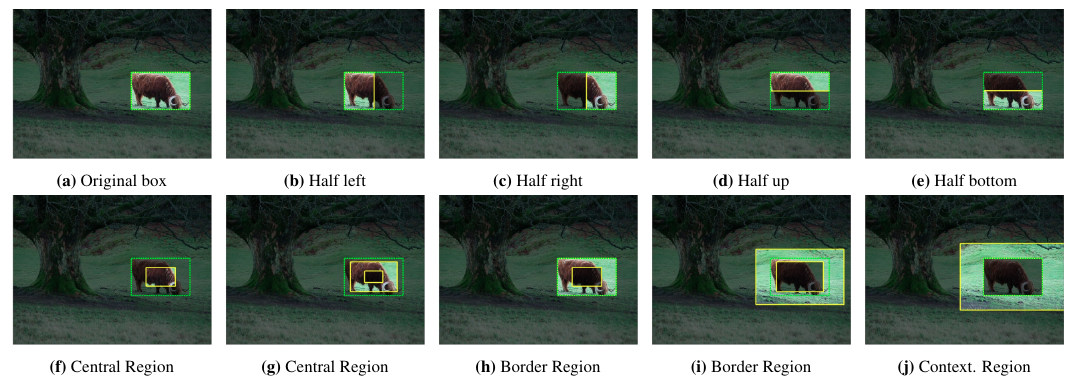 (a) Original box
(b) Half left
(c) Half right
(d) Half up
(e) Half bottom
(f) Central Region
(g) Central Region
(h) Border Region
(i) Border Region
(j) Context. Region